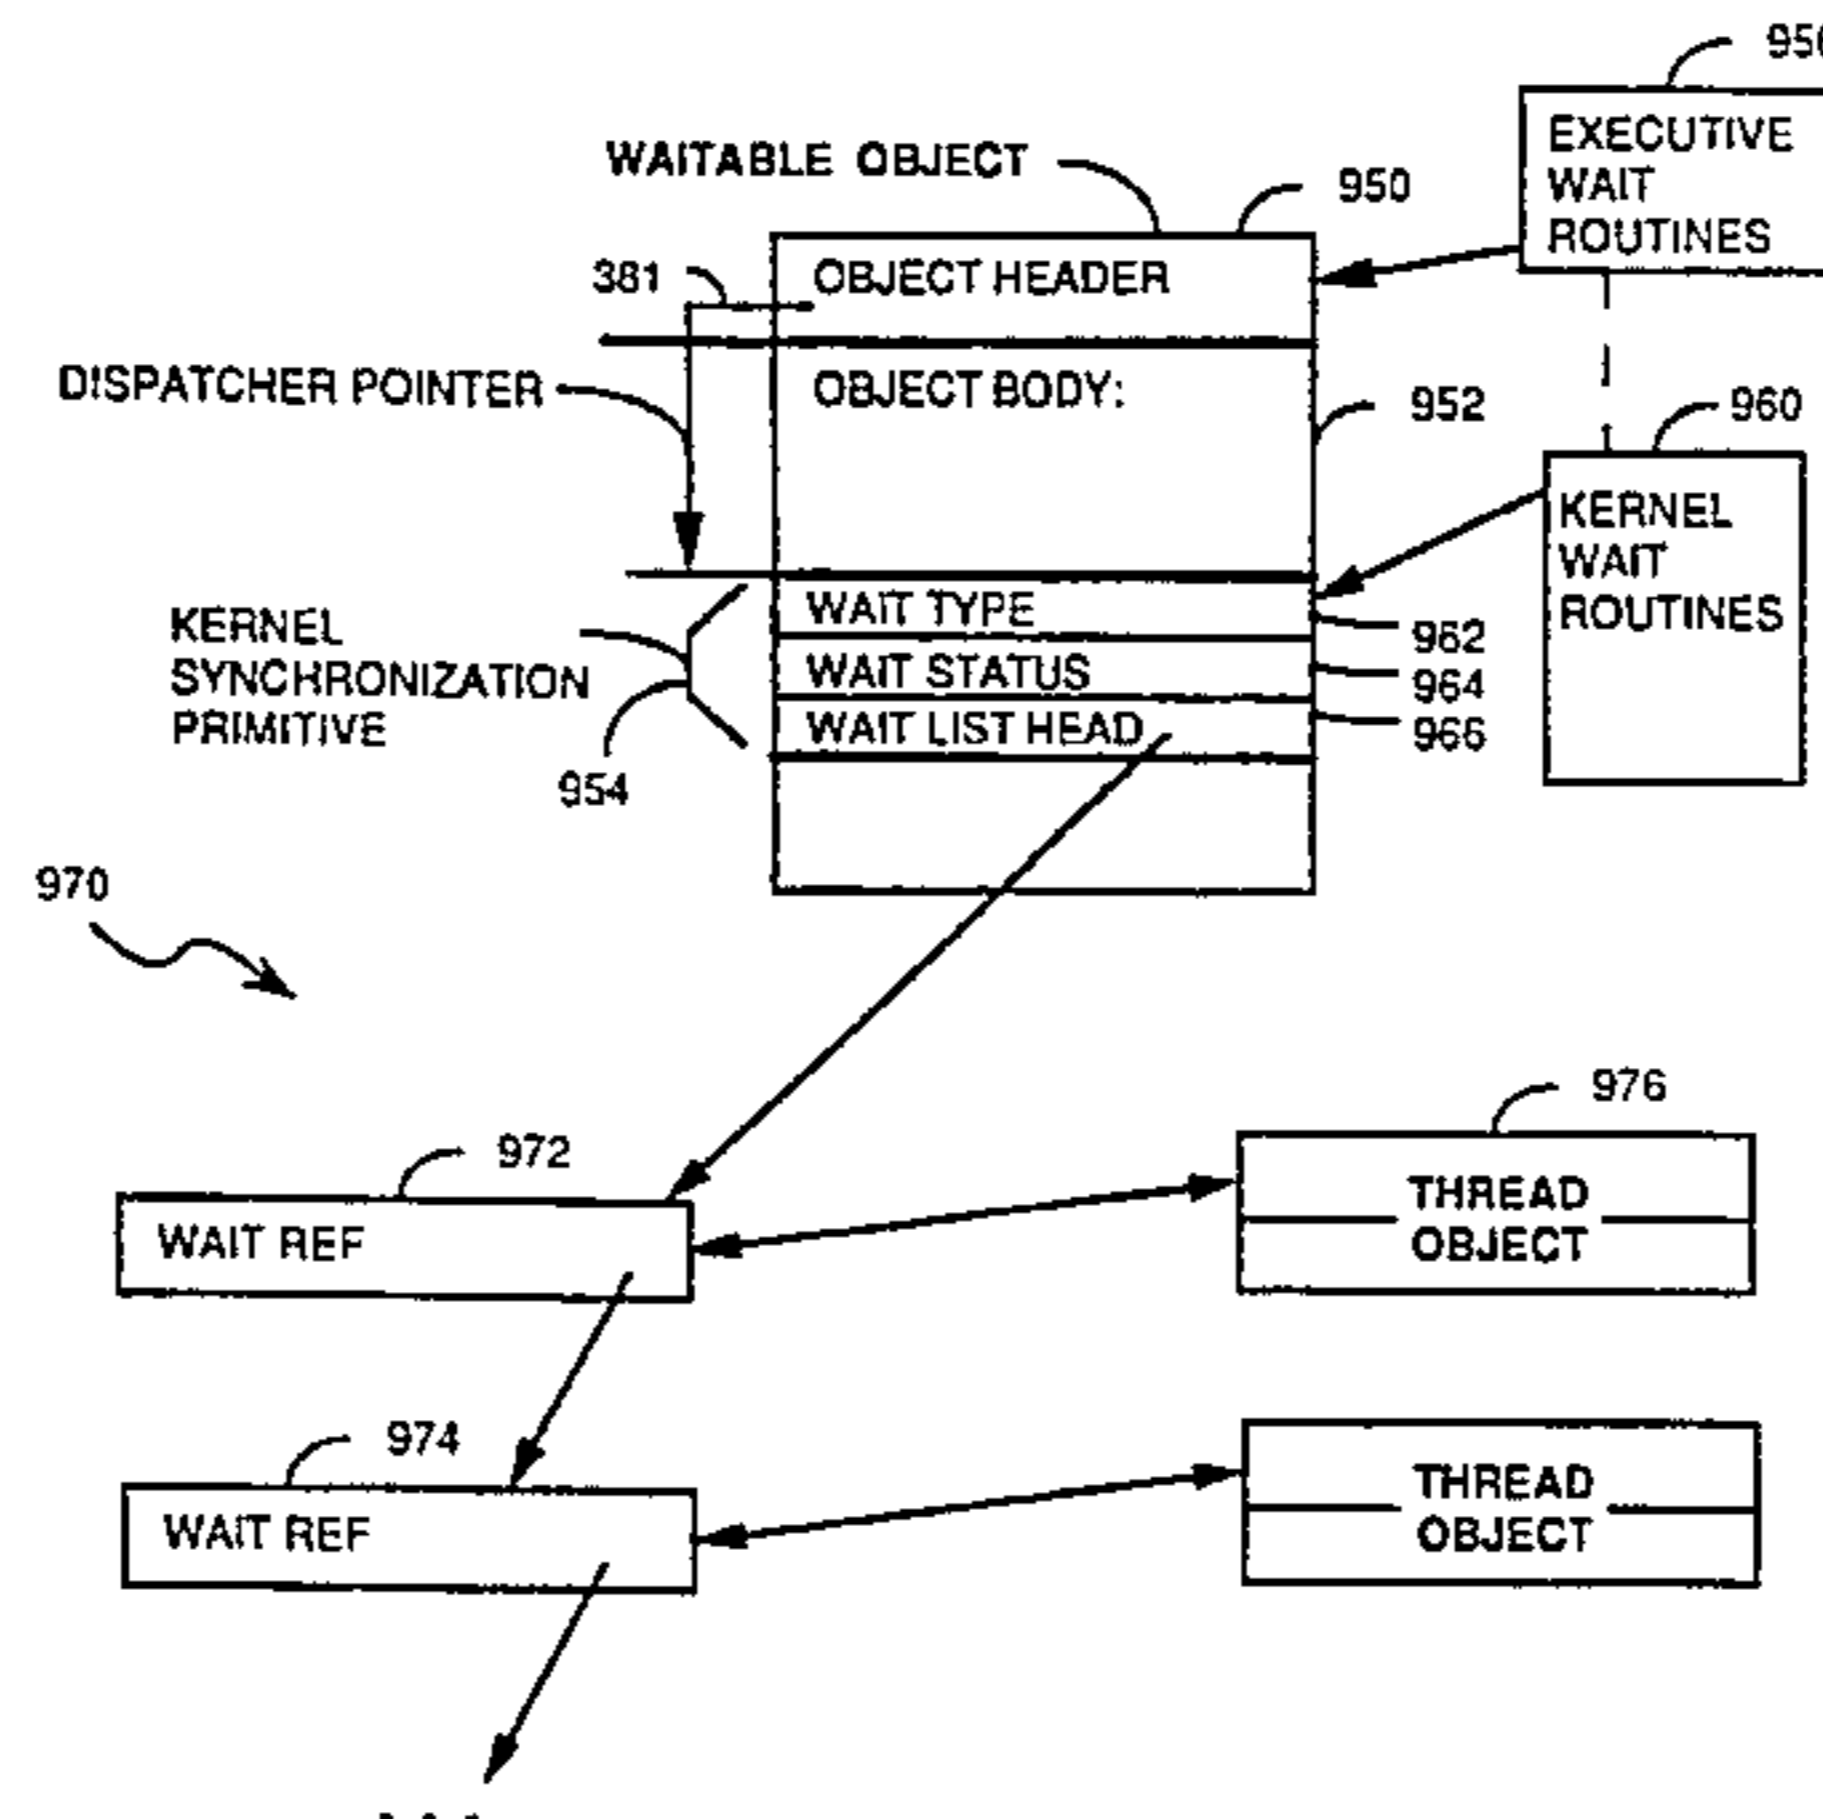 WAITABLE OBJECT
950
EXECUTIVE
WAIT
ROUTINES
381
OBJECT HEADER
DISPATCHER POINTER
OBJECT BODY:
952
960
KERNEL
WAIT
ROUTINES
KERNEL
SYNCHRONIZATION
PRIMITIVE
954
WAIT TYPE
962
WAIT STATUS
964
WAIT LIST HEAD
966
970
972
WAIT REF
976
THREAD
OBJECT
974
WAIT REF
THREAD
OBJECT